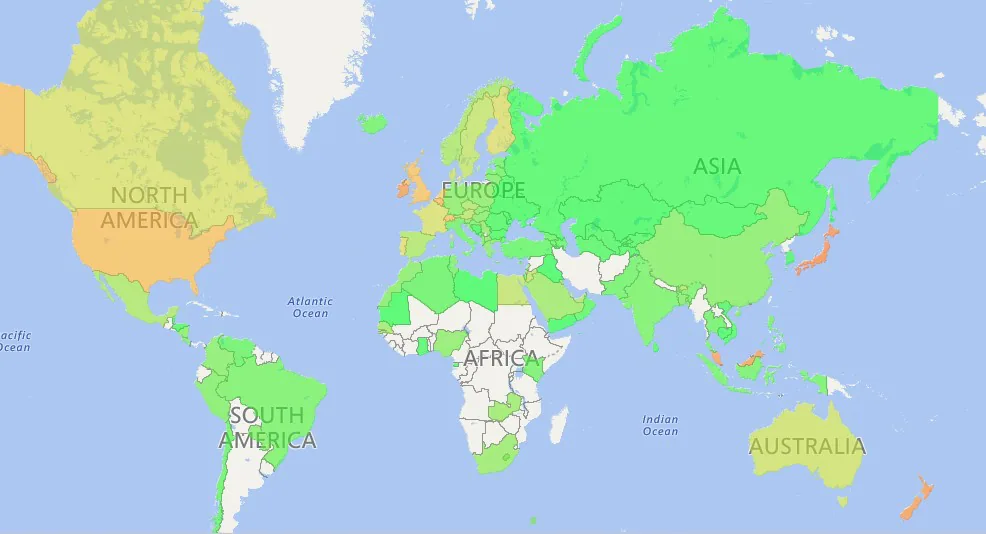 ASIA
EUROPE
NORTH
AMERICA
Atlantic
Ocean
acific
Ocean
AFRICA
SOUTH
AMERICA
Indian
Ocean
AUSTRALIA